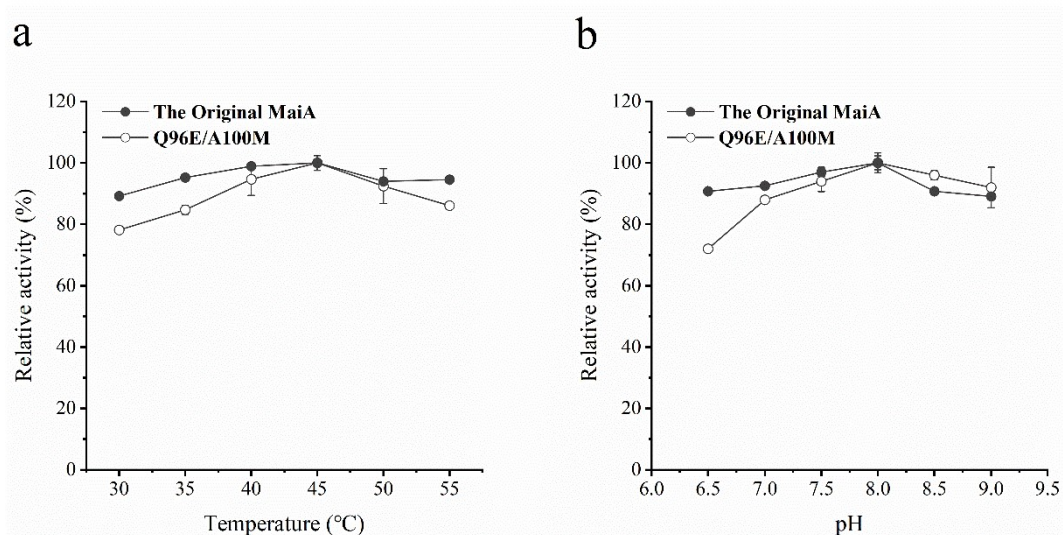 a
120
100
80
60
40
20
0
Relative activity (%)
The Original MaiA
Q96E/A100M
30 35 40 45 50 55
Temperature (°C)
b
120
100
80
60
40
20
0
Relative activity (%)
The Original MaiA
Q96E/A100M
6.0 6.5 7.0 7.5 8.0 8.5 9.0 9.5
pH